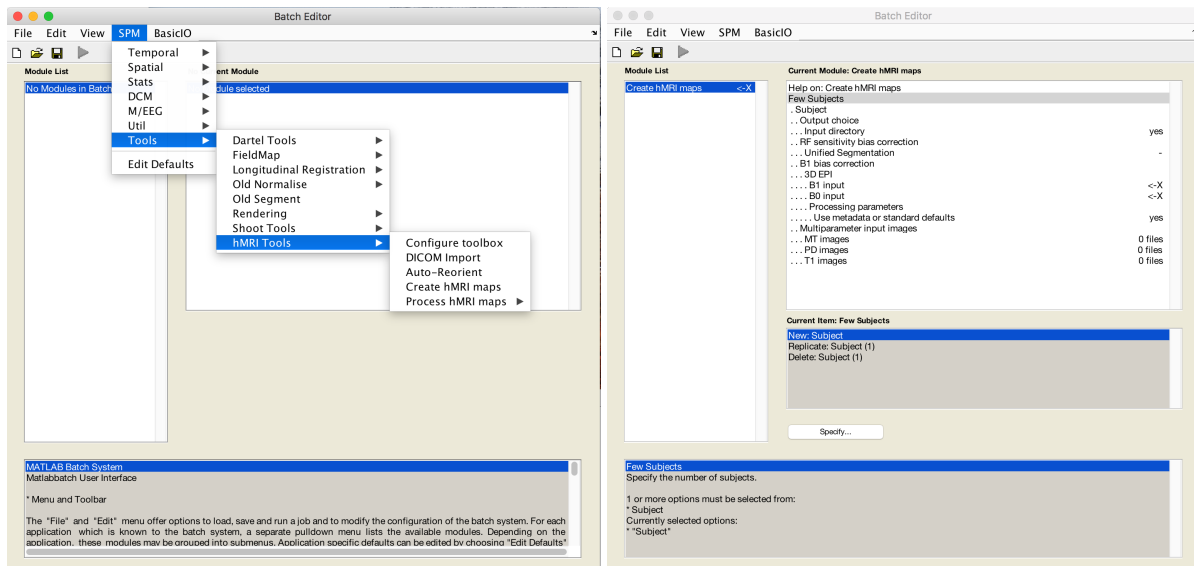 Batch Editor
File Edit View SPM BasicIO
Module List
No Modules in Batch
ent Module
dule selected
Temporal
Spatial
Stats
DCM
M/EEG
Util
Tools
Edit Defaults
Dartel Tools
FieldMap
Longitudinal Registration
Old Normalise
Old Segment
Rendering
Shoot Tools
hMRI Tools
Configure toolbox
DICOM Import
Auto-Reorient
Create hMRI maps
Process hMRI maps
MATLAB Batch System
Matlabbatch User Interface
* Menu and Toolbar
The "File" and "Edit" menu offer options to load, save and run a job and to modify the configuration of the batch system. For each
application which is known to the batch system, a separate pulldown menu lists the available modules. Depending on the
application, these modules may be grouped into submenus. Application specific defaults can be edited by choosing "Edit Defaults"
Batch Editor
File Edit View SPM BasicIO
Module List
Create hMRI maps <-X
Current Module: Create hMRI maps
Help on: Create hMRI maps
Few Subjects
. Subject
. . Output choice
. . . Input directory yes
. . RF sensitivity bias correction
. . . Unified Segmentation -
. . B1 bias correction
. . . 3D EPI
. . . . B1 input <-X
. . . . B0 input <-X
. . . . Processing parameters
. . . . . Use metadata or standard defaults yes
. . Multiparameter input images
. . . MT images 0 files
. . . PD images 0 files
. . . T1 images 0 files
Current Item: Few Subjects
New: Subject
Replicate: Subject (1)
Delete: Subject (1)
Specify...
Few Subjects
Specify the number of subjects.
1 or more options must be selected from:
* Subject
Currently selected options:
* "Subject"